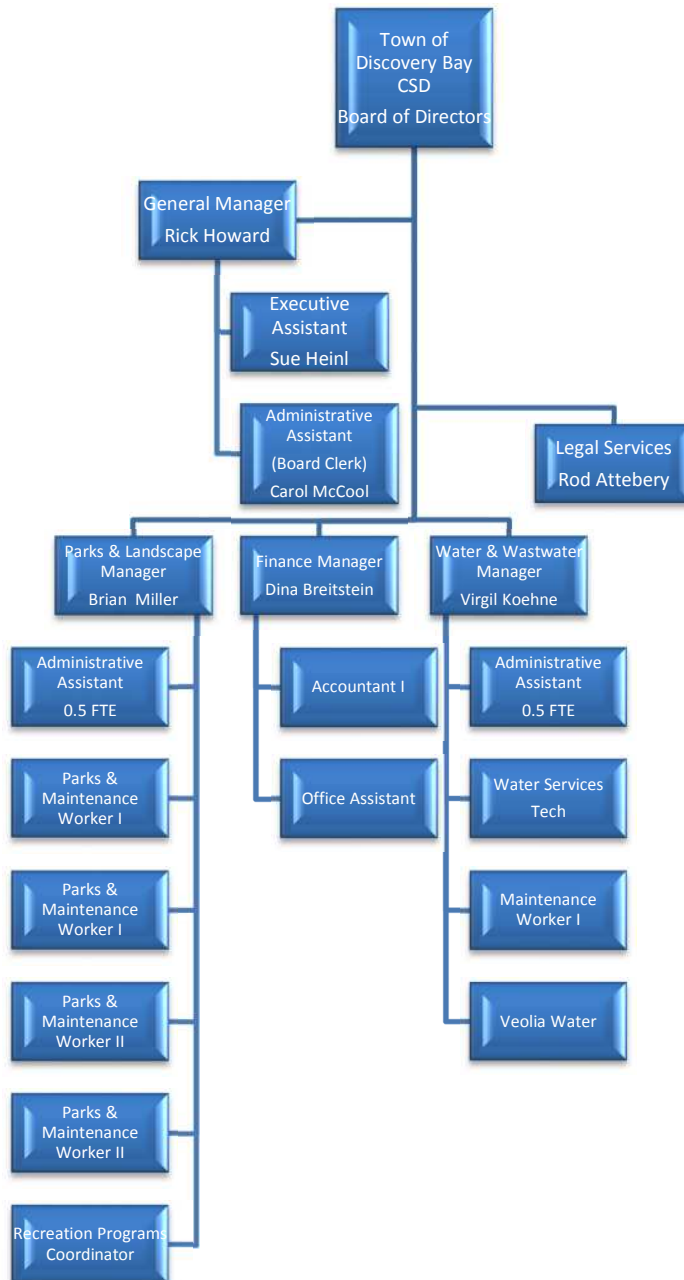 Town of
Discovery Bay
CSD
Board of Directors
General Manager
Rick Howard
Executive
Assistant
Sue Heinl
Administrative
Assistant
(Board Clerk)
Carol McCool
Legal Services
Rod Attebery
Parks & Landscape
Manager
Brian Miller
Finance Manager
Dina Breitstein
Water & Wastwater
Manager
Virgil Koehne
Administrative
Assistant
0.5 FTE
Parks &
Maintenance
Worker I
Parks &
Maintenance
Worker I
Parks &
Maintenance
Worker II
Parks &
Maintenance
Worker II
Recreation Programs
Coordinator
Accountant I
Office Assistant
Administrative
Assistant
0.5 FTE
Water Services
Tech
Maintenance
Worker I
Veolia Water